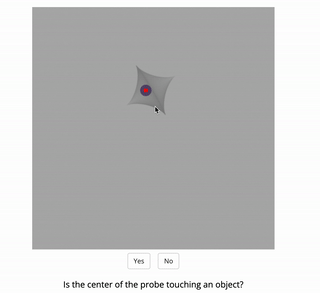 Yes No
Is the center of the probe touching an object?